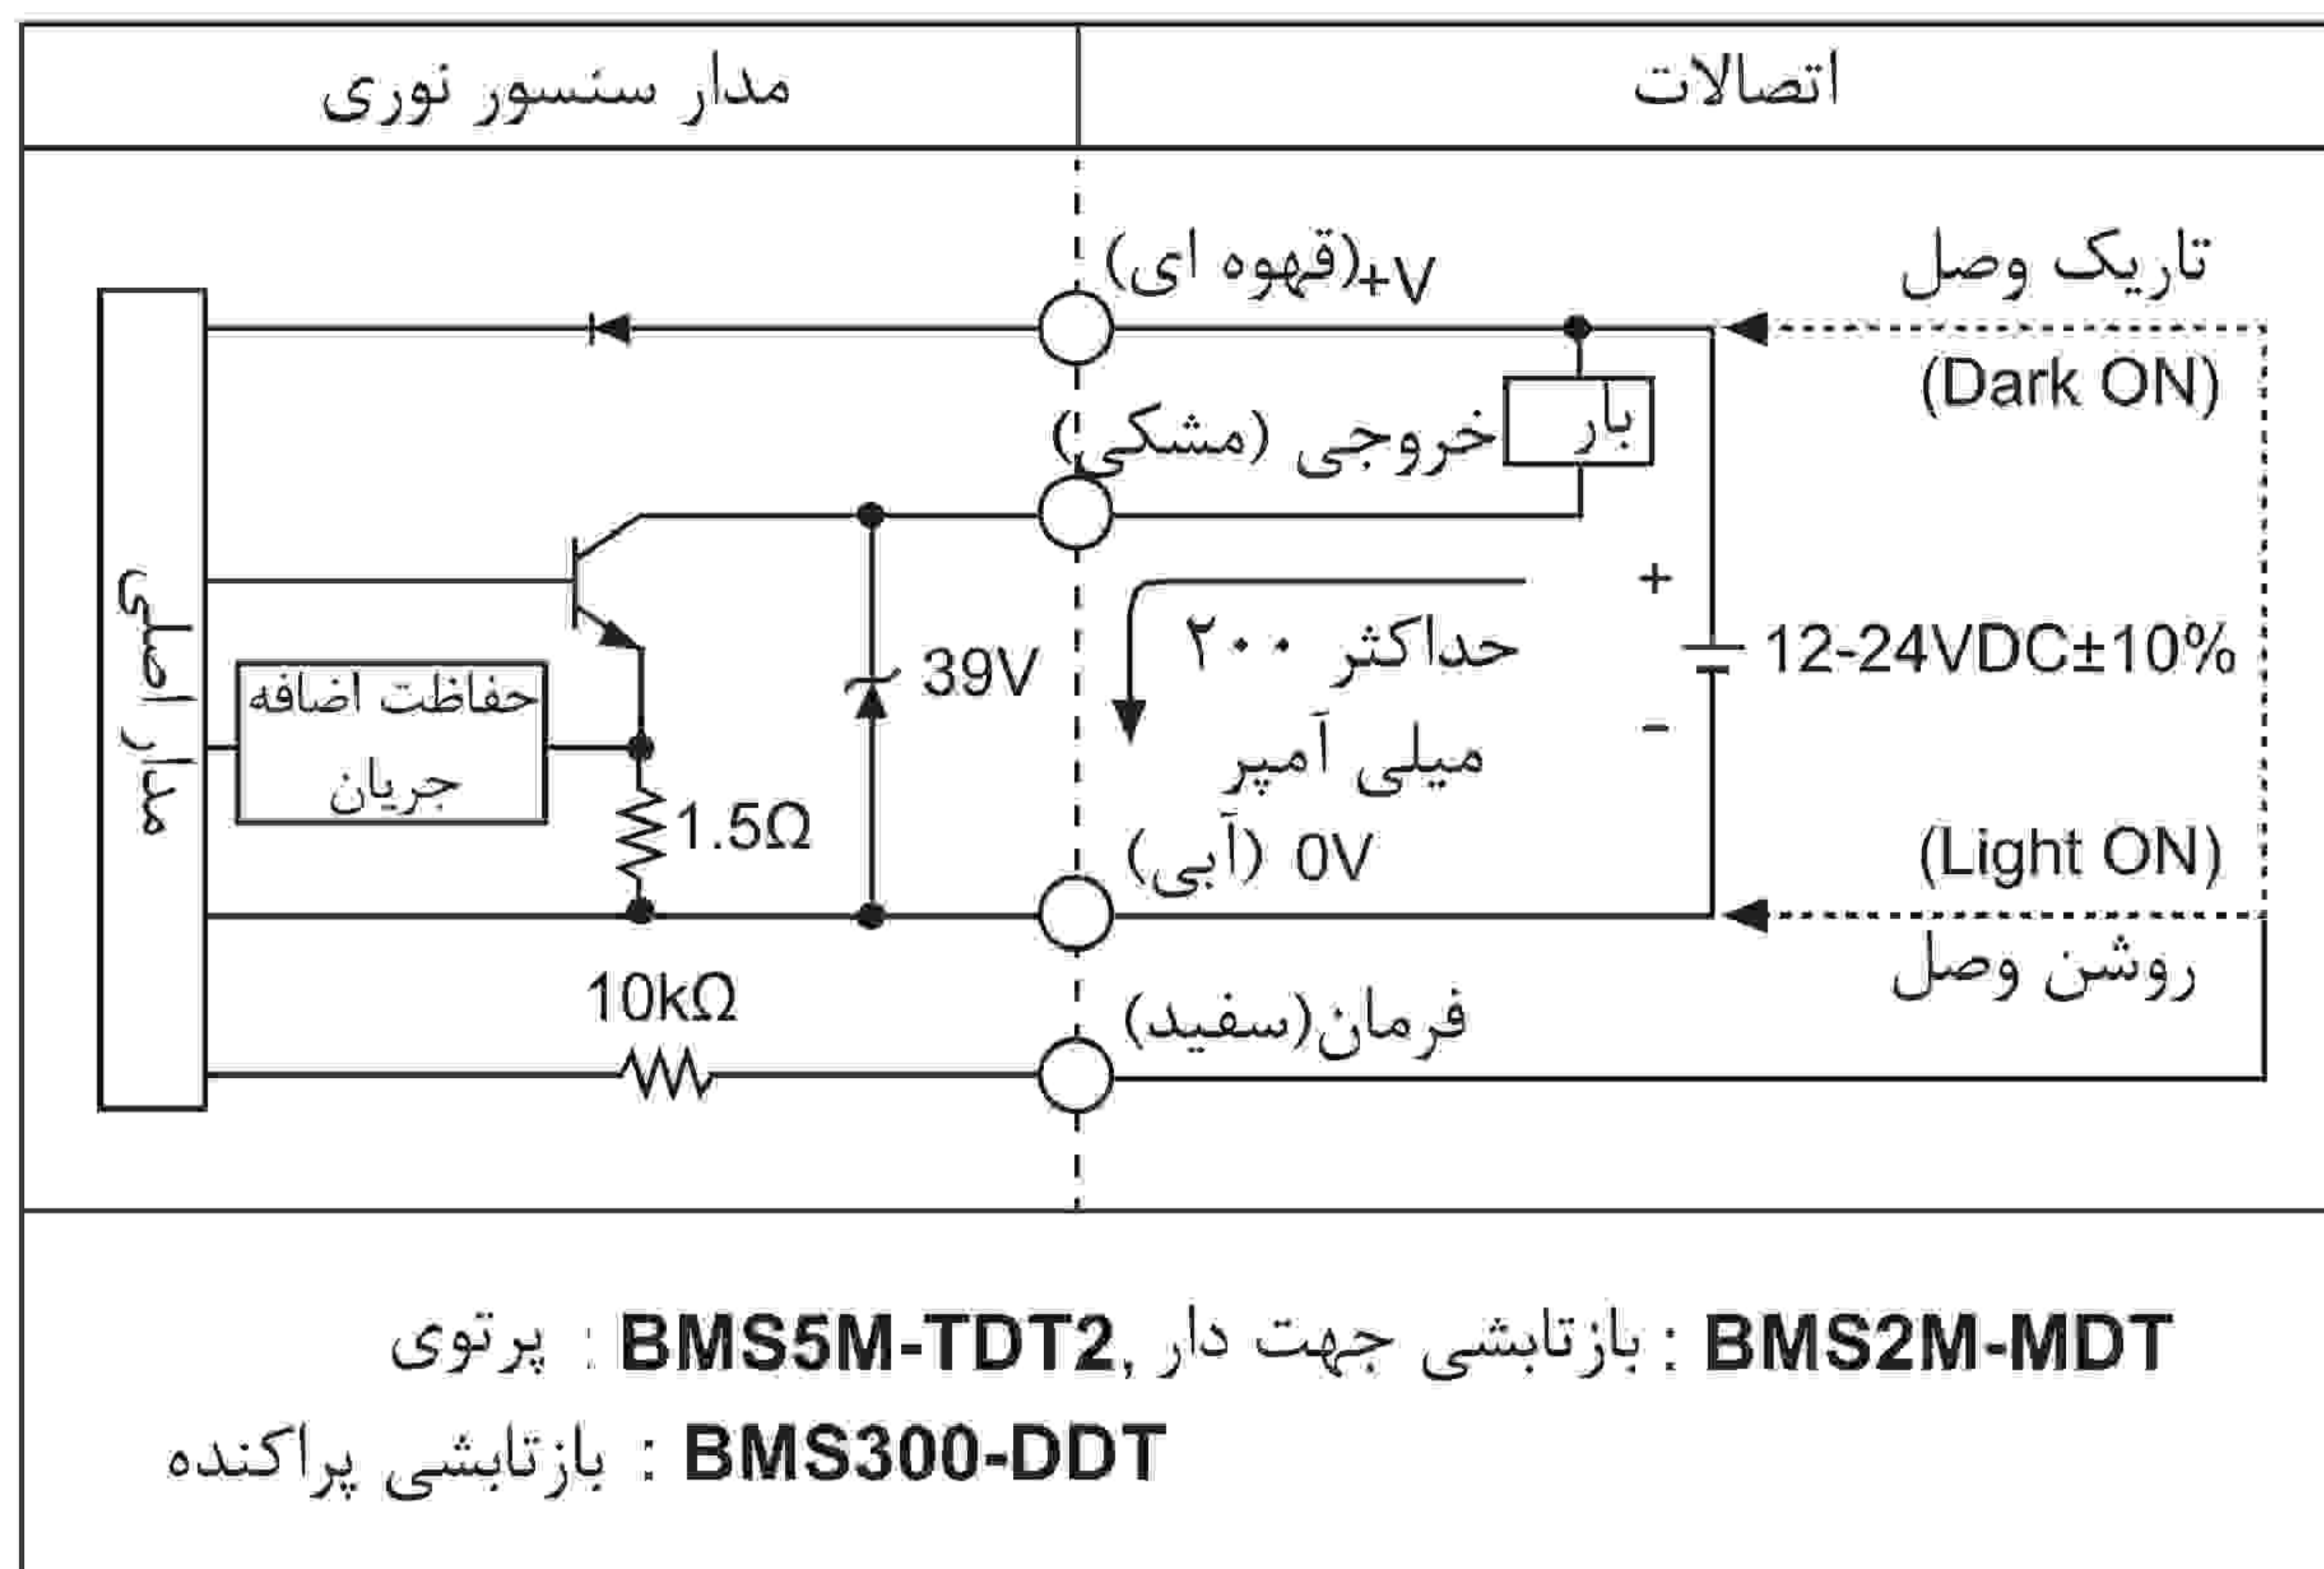 اتصالات
مدار سنسور نوری
+V(قهوه ای)
تاریک وصل
(Dark ON)
خروجی (مشکی)
بار
مدار اصلی
حفاظت اضافه
جریان
39V
1.5Ω
حداکثر ۲۰۰
میلی آمپر
+
12-24VDC±10%
−
0V (آبی)
(Light ON)
روشن وصل
10kΩ
فرمان(سفید)
BMS2M-MDT : بازتابشی جهت دار ,BMS5M-TDT2 : پرتوی
BMS300-DDT : بازتابشی پراکنده